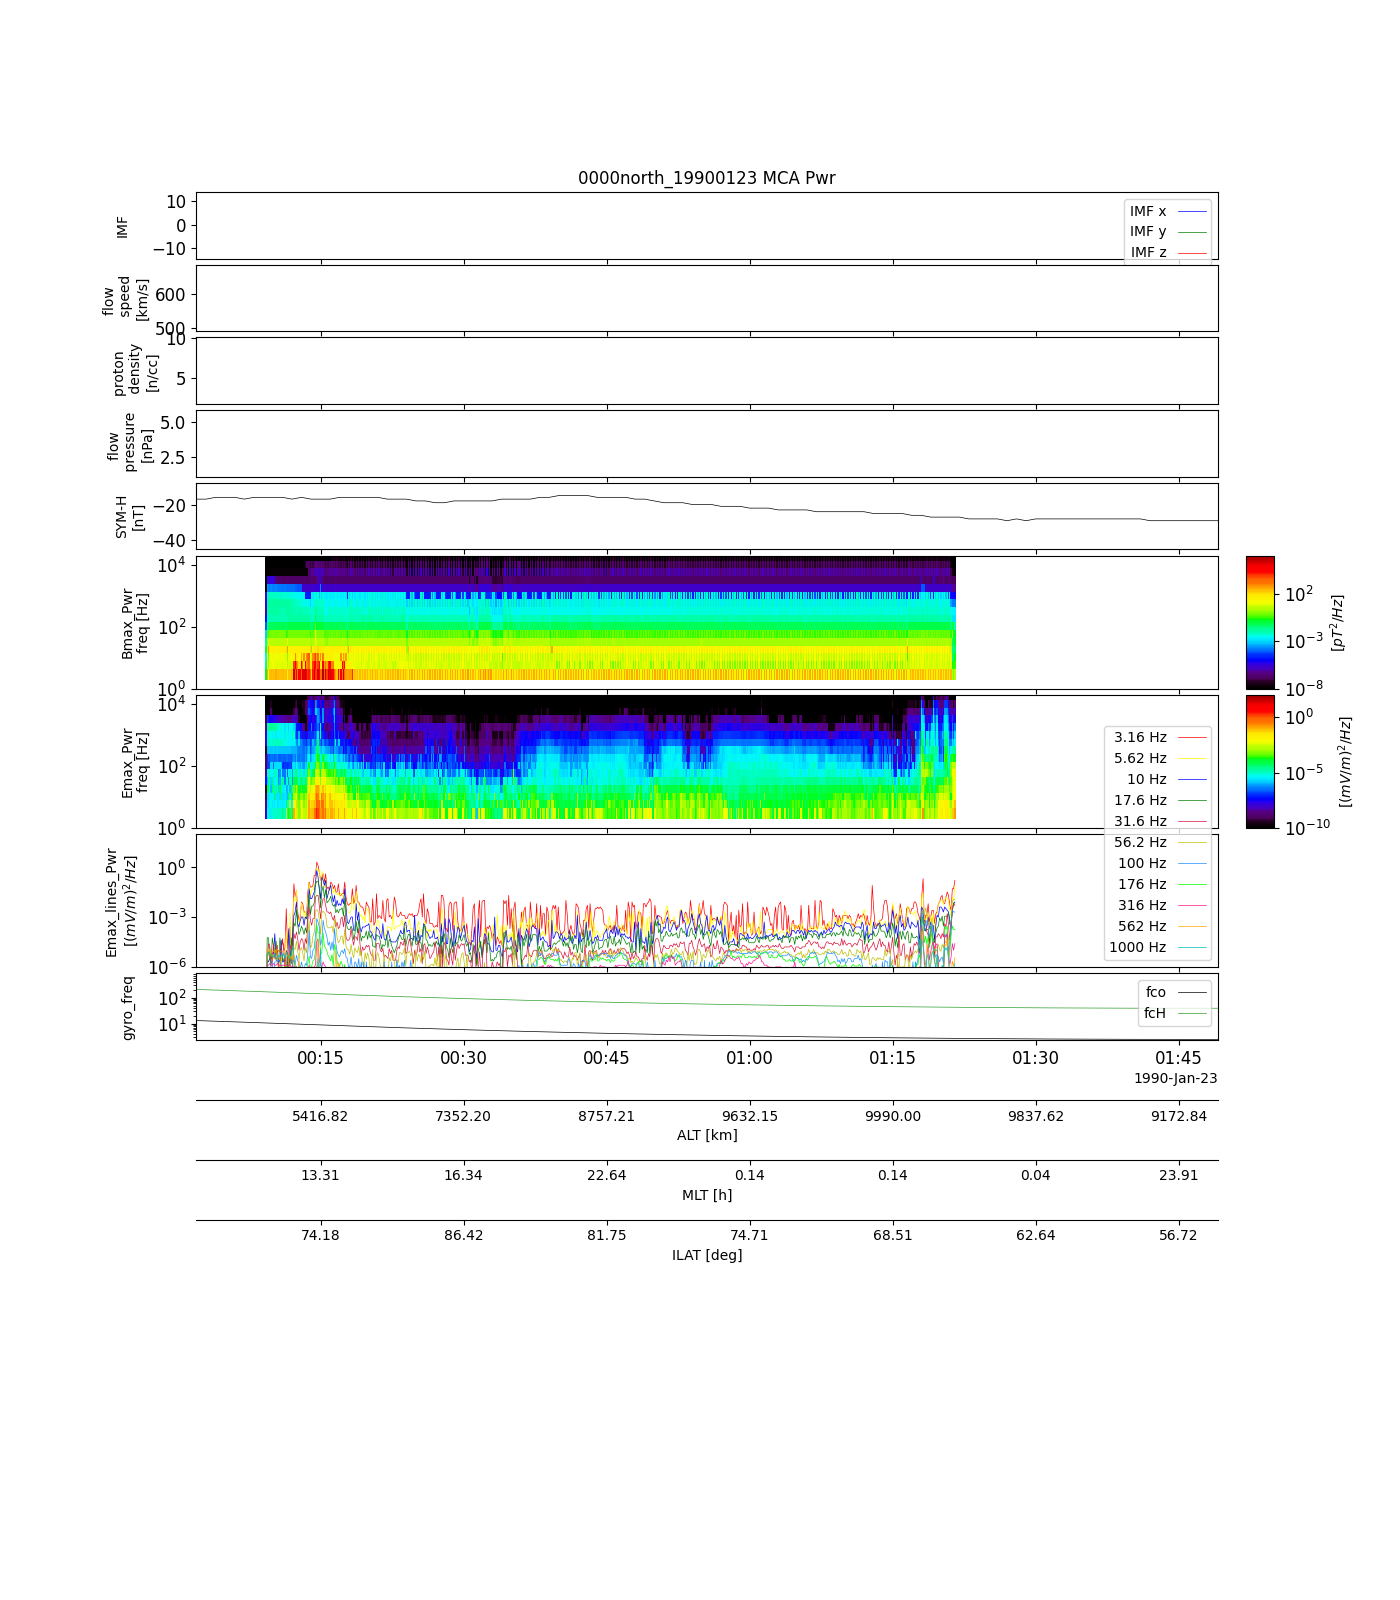 0000north_19900123 MCA Pwr
IMF
10
0
−10
IMF x
IMF y
IMF z
flow
speed
[km/s]
600
500
proton
density
[n/cc]
10
5
flow
pressure
[nPa]
5.0
2.5
SYM-H
[nT]
−20
−40
Bmax_Pwr
freq [Hz]
10^4
10^2
10^0
10^2
10^−3
10^−8
[pT^2/Hz]
Emax_Pwr
freq [Hz]
10^4
10^2
10^0
10^0
10^−5
10^−10
[(mV/m)^2/Hz]
3.16 Hz
5.62 Hz
10 Hz
17.6 Hz
31.6 Hz
56.2 Hz
100 Hz
176 Hz
316 Hz
562 Hz
1000 Hz
Emax_lines_Pwr
[(mV/m)^2/Hz]
10^0
10^−3
10^−6
gyro_freq
10^2
10^1
fco
fcH
00:15 00:30 00:45 01:00 01:15 01:30 01:45
1990-Jan-23
5416.82 7352.20 8757.21 9632.15 9990.00 9837.62 9172.84
ALT [km]
13.31 16.34 22.64 0.14 0.14 0.04 23.91
MLT [h]
74.18 86.42 81.75 74.71 68.51 62.64 56.72
ILAT [deg]